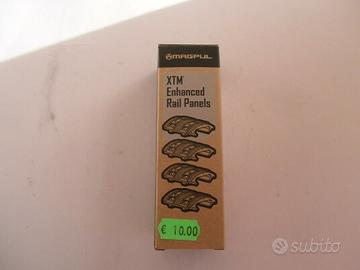 MAGPUL
XTM®
Enhanced
Rail Panels
€ 10.00
subito